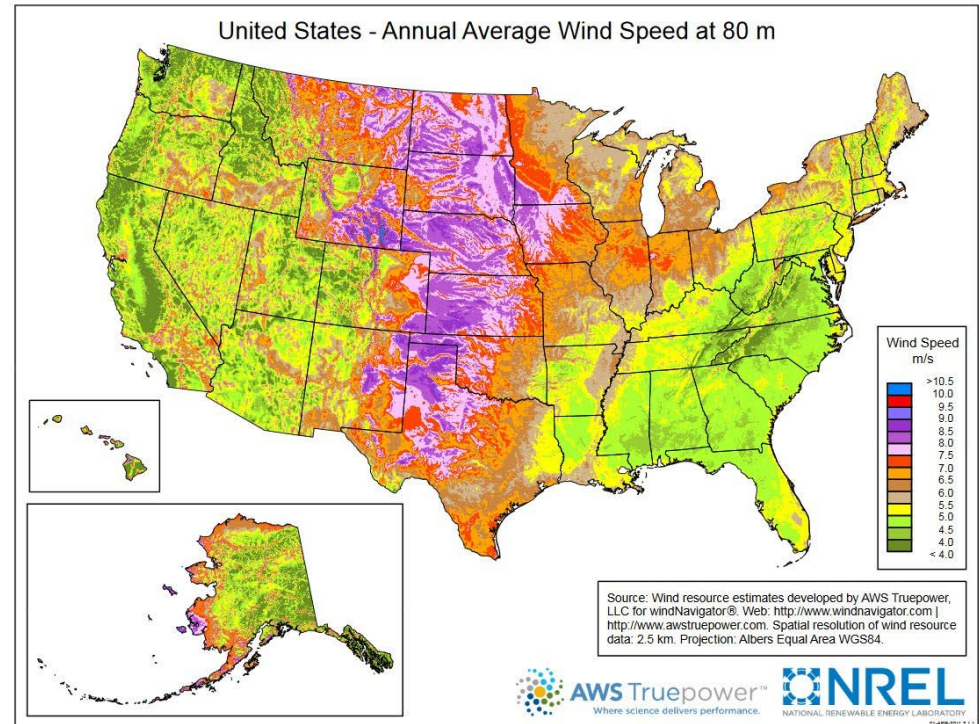 United States - Annual Average Wind Speed at 80 m
Wind Speed
m/s
>10.5
10.0
9.5
9.0
8.5
8.0
7.5
7.0
6.5
6.0
5.5
5.0
4.5
4.0
< 4.0
Source: Wind resource estimates developed by AWS Truepower,
LLC for windNavigator®. Web: http://www.windnavigator.com |
http://www.awstruepower.com. Spatial resolution of wind resource
data: 2.5 km. Projection: Albers Equal Area WGS84.
AWS Truepower™
Where science delivers performance.
NREL
NATIONAL RENEWABLE ENERGY LABORATORY